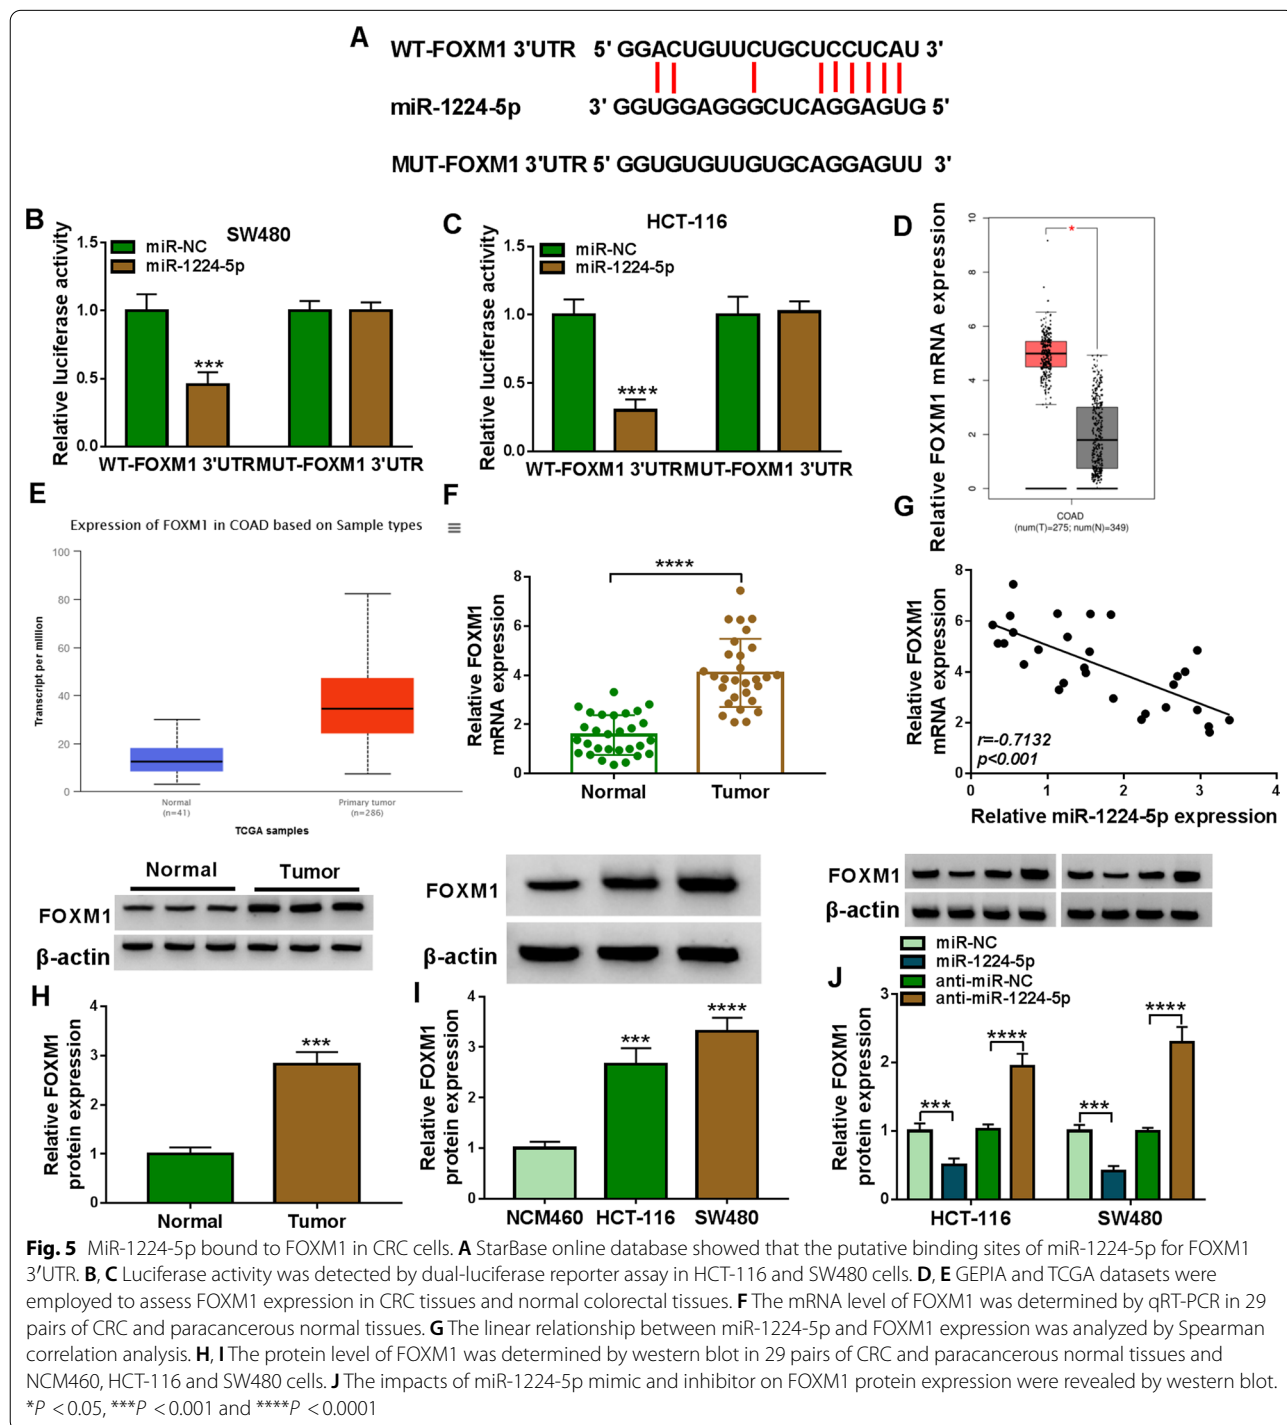 A
WT-FOXM1 3'UTR 5' GGACUGUUCUGCUCCUCAU 3'
miR-1224-5p 3' GGUGGAGGGCUCAGGAGUG 5'
MUT-FOXM1 3'UTR 5' GGUGUGUUGUGCAGGAGUU 3'
B
SW480
miR-NC
miR-1224-5p
Relative luciferase activity
1.5
1.0
0.5
0.0
***
WT-FOXM1 3'UTR MUT-FOXM1 3'UTR
C
HCT-116
miR-NC
miR-1224-5p
Relative luciferase activity
1.5
1.0
0.5
0.0
****
WT-FOXM1 3'UTR MUT-FOXM1 3'UTR
D
Relative FOXM1 mRNA expression
10
8
6
4
2
0
*
COAD
(num(T)=275; num(N)=349)
E
Expression of FOXM1 in COAD based on Sample types
Transcript per million
100
80
60
40
20
0
Normal
(n=41)
Primary tumor
(n=286)
TCGA samples
F
Relative FOXM1
mRNA expression
8
6
4
2
0
****
Normal Tumor
G
Relative FOXM1
mRNA expression
8
6
4
2
0
r=-0.7132
p<0.001
0 1 2 3 4
Relative miR-1224-5p expression
Normal Tumor
FOXM1
β-actin
H
Relative FOXM1
protein expression
4
3
2
1
0
***
Normal Tumor
FOXM1
β-actin
I
Relative FOXM1
protein expression
4
3
2
1
0
***
****
NCM460 HCT-116 SW480
FOXM1
β-actin
J
miR-NC
miR-1224-5p
anti-miR-NC
anti-miR-1224-5p
Relative FOXM1
protein expression
3
2
1
0
***
****
***
****
HCT-116 SW480
Fig. 5 MiR-1224-5p bound to FOXM1 in CRC cells. A StarBase online database showed that the putative binding sites of miR-1224-5p for FOXM1
3′UTR. B, C Luciferase activity was detected by dual-luciferase reporter assay in HCT-116 and SW480 cells. D, E GEPIA and TCGA datasets were
employed to assess FOXM1 expression in CRC tissues and normal colorectal tissues. F The mRNA level of FOXM1 was determined by qRT-PCR in 29
pairs of CRC and paracancerous normal tissues. G The linear relationship between miR-1224-5p and FOXM1 expression was analyzed by Spearman
correlation analysis. H, I The protein level of FOXM1 was determined by western blot in 29 pairs of CRC and paracancerous normal tissues and
NCM460, HCT-116 and SW480 cells. J The impacts of miR-1224-5p mimic and inhibitor on FOXM1 protein expression were revealed by western blot.
*P < 0.05, ***P < 0.001 and ****P < 0.0001